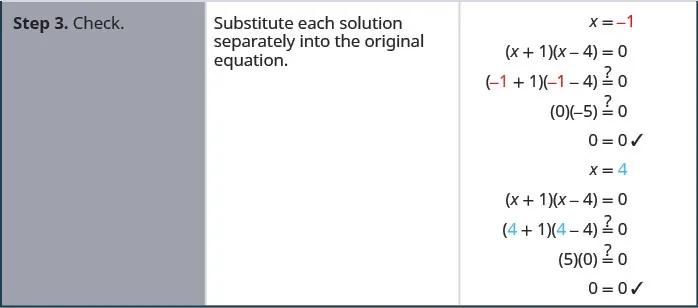 Step 3. Check.
Substitute each solution
separately into the original
equation.
x = –1
(x + 1)(x – 4) = 0
(–1 + 1)(–1 – 4) ≟ 0
(0)(–5) ≟ 0
0 = 0 ✓
x = 4
(x + 1)(x – 4) = 0
(4 + 1)(4 – 4) ≟ 0
(5)(0) ≟ 0
0 = 0 ✓